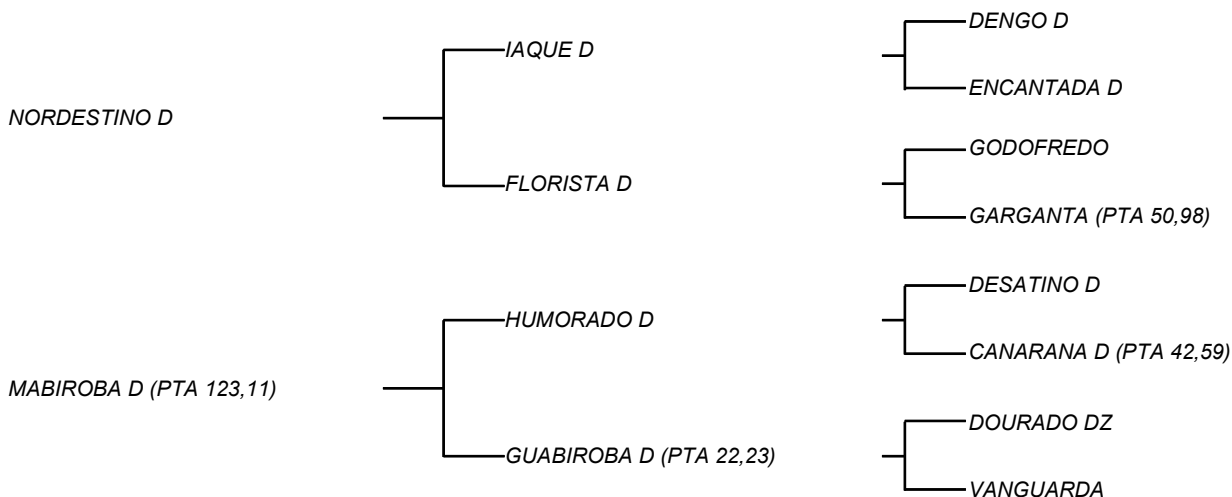 DENGO D
IAQUE D
ENCANTADA D
NORDESTINO D
GODOFREDO
FLORISTA D
GARGANTA (PTA 50,98)
DESATINO D
HUMORADO D
CANARANA D (PTA 42,59)
MABIROBA D (PTA 123,11)
DOURADO DZ
GUABIROBA D (PTA 22,23)
VANGUARDA